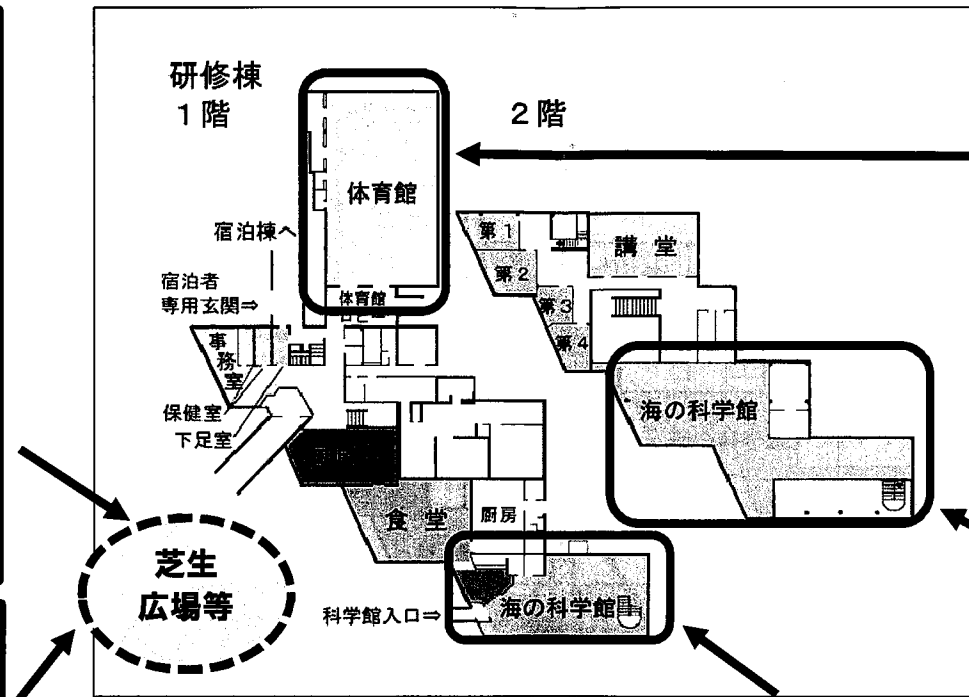 研修棟
1階
2階
体育館
宿泊棟へ
宿泊者
専用玄関⇒
体育館
事務室
保健室
下足室
食堂
厨房
科学館入口⇒
海の科学館
芝生
広場等
第1
第2
第3
第4
講堂
海の科学館